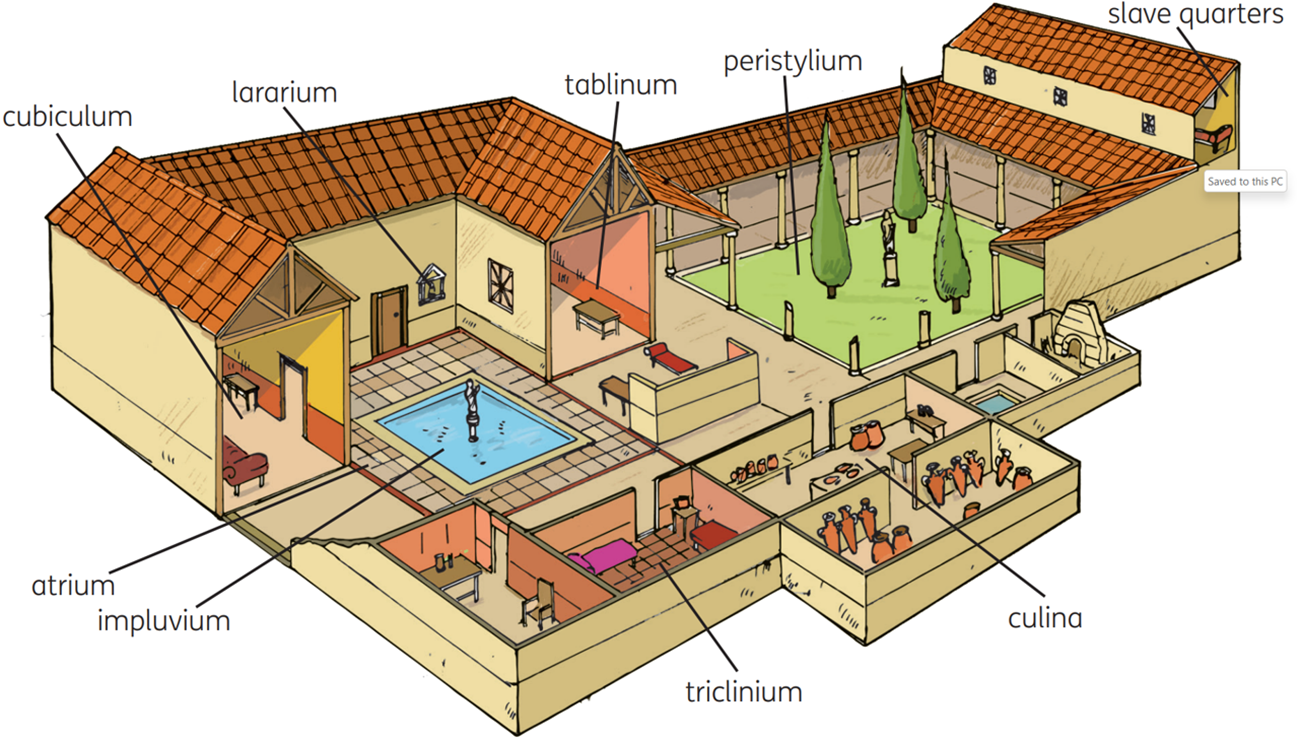 slave quarters
peristylium
tablinum
lararium
cubiculum
Saved to this PC
atrium
impluvium
culina
triclinium